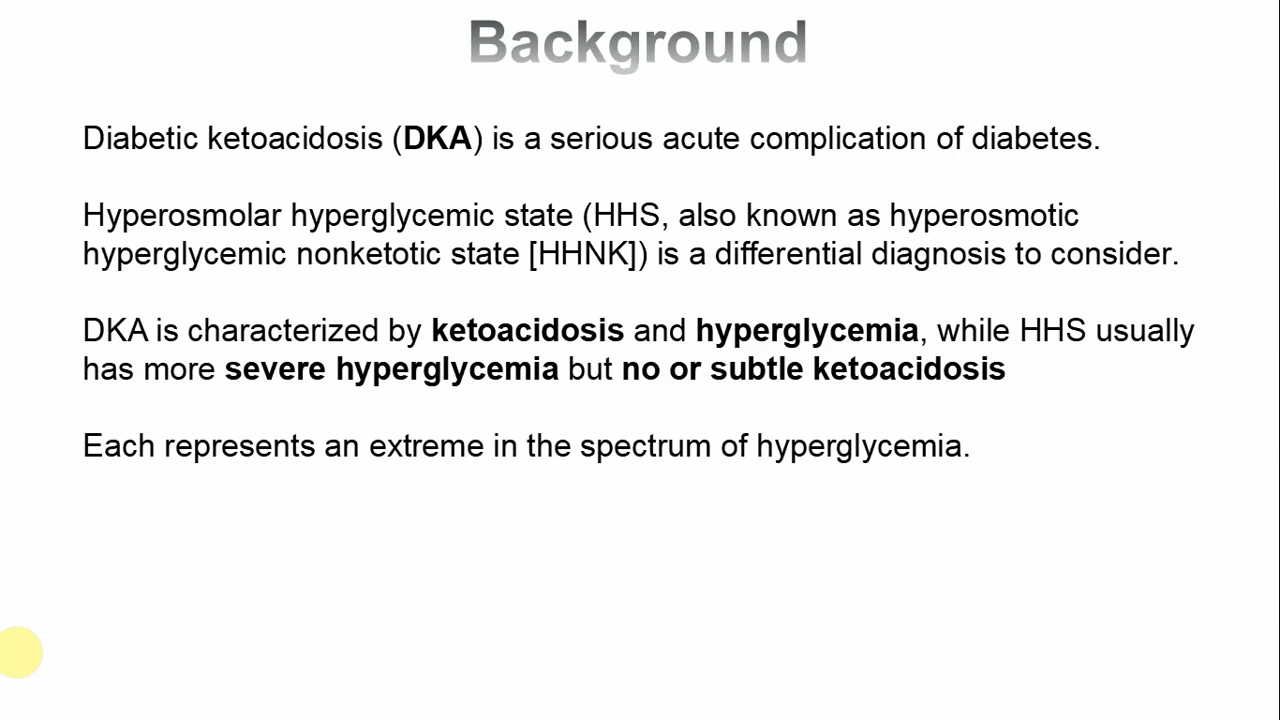 Background
Diabetic ketoacidosis (DKA) is a serious acute complication of diabetes.
Hyperosmolar hyperglycemic state (HHS, also known as hyperosmotic
hyperglycemic nonketotic state [HHNK]) is a differential diagnosis to consider.
DKA is characterized by ketoacidosis and hyperglycemia, while HHS usually
has more severe hyperglycemia but no or subtle ketoacidosis
Each represents an extreme in the spectrum of hyperglycemia.